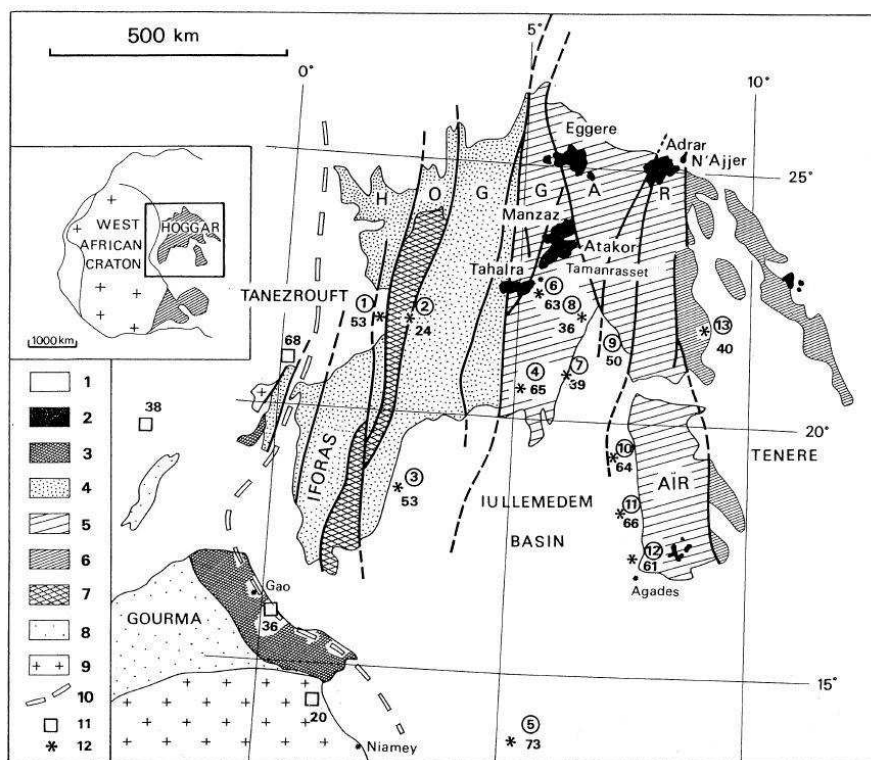 500 km
0°
5°
10°
25°
20°
15°
Eggere
Adrar
N'Ajjer
H O G G A R
Manzaz
Atakor
Tahalra
Tamanrasset
WEST
AFRICAN
CRATON
HOGGAR
1000 km
TANEZROUFT
1
53
2
24
6
63
8
36
13
40
68
9
50
4
65
7
39
38
IFORAS
3
53
10
64
TENERE
AÏR
IULLEMEDEM
BASIN
11
66
12
61
Agades
Gao
GOURMA
36
20
Niamey
5
73
1
2
3
4
5
6
7
8
9
10
11
12